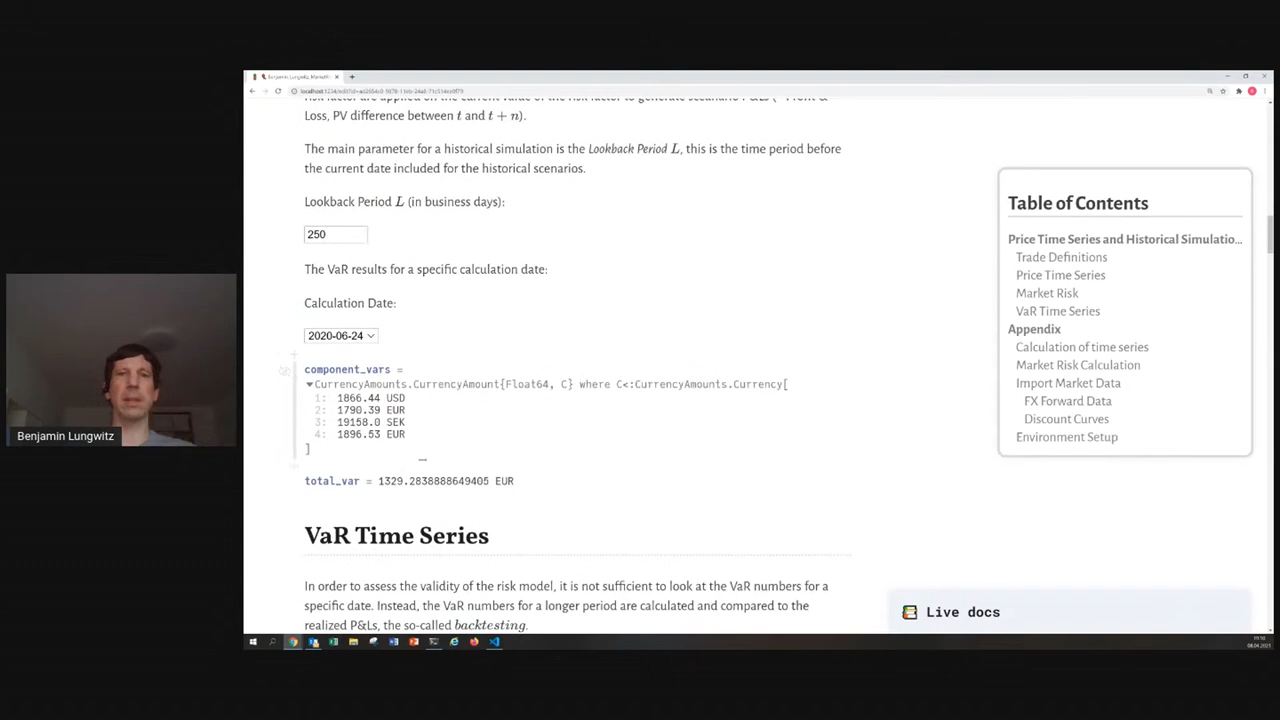 Loss, PV difference between t and t + n).
The main parameter for a historical simulation is the Lookback Period L, this is the time period before
the current date included for the historical scenarios.
Lookback Period L (in business days):
250
The VaR results for a specific calculation date:
Calculation Date:
2020-06-24
component_vars =
CurrencyAmounts.CurrencyAmount{Float64, C} where C<:CurrencyAmounts.Currency[
1: 1866.44 USD
2: 1790.39 EUR
3: 19158.0 SEK
4: 1896.53 EUR
]
total_var = 1329.2838888649405 EUR
VaR Time Series
In order to assess the validity of the risk model, it is not sufficient to look at the VaR numbers for a
specific date. Instead, the VaR numbers for a longer period are calculated and compared to the
realized P&Ls, the so-called backtesting.
Table of Contents
Price Time Series and Historical Simulatio...
Trade Definitions
Price Time Series
Market Risk
VaR Time Series
Appendix
Calculation of time series
Market Risk Calculation
Import Market Data
FX Forward Data
Discount Curves
Environment Setup
Live docs
Benjamin Lungwitz